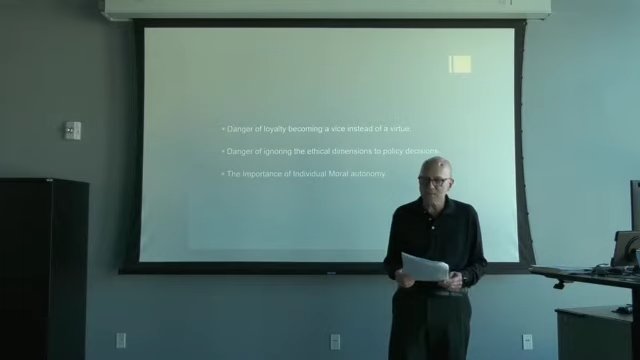 • Danger of loyalty becoming a vice instead of a virtue.
• Danger of ignoring the ethical dimensions to policy decisions.
• The Importance of Individual Moral autonomy.